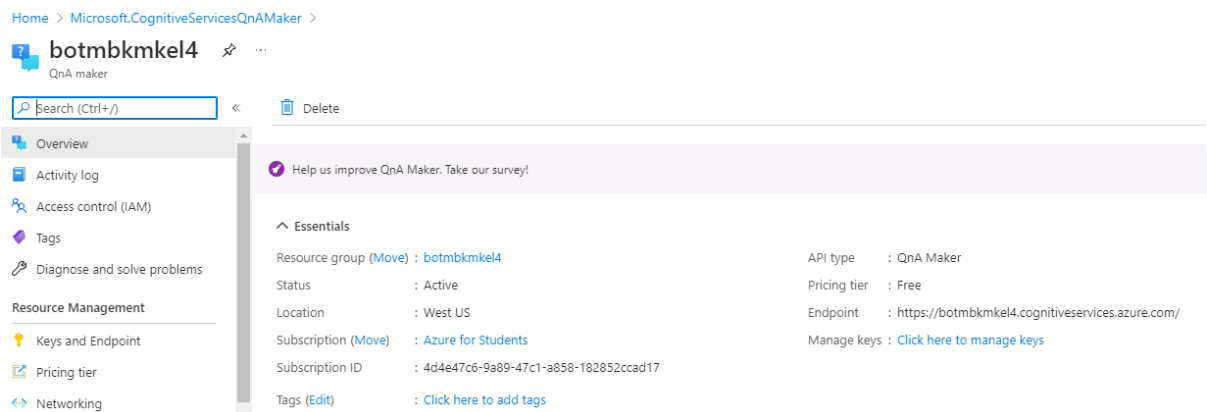 Home > Microsoft.CognitiveServicesQnAMaker >
botmbkmkel4 ...
QnA maker
Search (Ctrl+/) «
Delete
Overview
Help us improve QnA Maker. Take our survey!
Activity log
Access control (IAM)
Tags
Diagnose and solve problems
Resource Management
Keys and Endpoint
Pricing tier
Networking
Essentials
Resource group (Move) : botmbkmkel4
Status : Active
Location : West US
Subscription (Move) : Azure for Students
Subscription ID : 4d4e47c6-9a89-47c1-a858-182852ccad17
Tags (Edit) : Click here to add tags
API type : QnA Maker
Pricing tier : Free
Endpoint : https://botmbkmkel4.cognitiveservices.azure.com/
Manage keys : Click here to manage keys